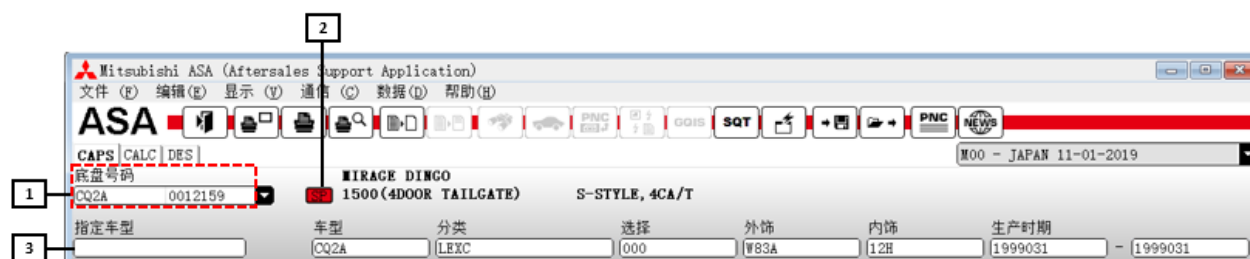 2
Mitsubishi ASA (Aftersales Support Application)
文件 (F) 编辑(E) 显示 (V) 通信 (C) 数据(D) 帮助(H)
ASA PNC GQIS SQT PNC NEWS
CAPS CALC DES M00 - JAPAN 11-01-2019
底盘号码 MIRAGE DINGO
1 CQ2A 0012159 1500(4DOOR TAILGATE) S-STYLE, 4CA/T
指定车型 车型 分类 选择 外饰 内饰 生产时期
3 CQ2A LEXC 000 W83A 12H 1999031 - 1999031